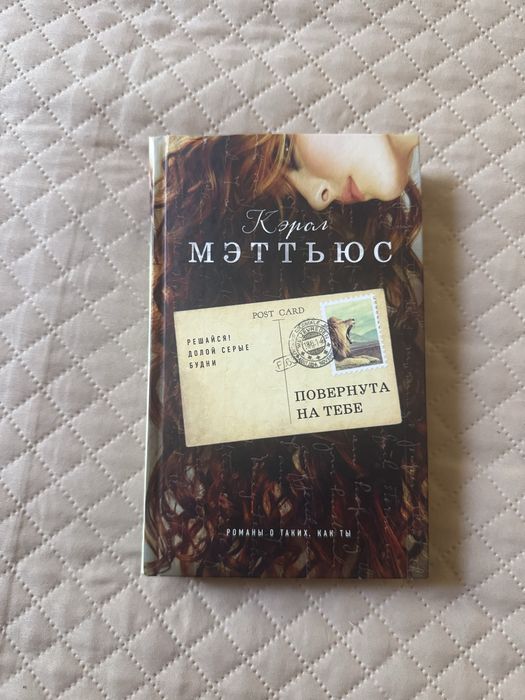 Кэрол
МЭТТЬЮС
POST CARD
РЕШАЙСЯ!
ДОЛОЙ СЕРЫЕ
БУДНИ
ПОВЕРНУТА
НА ТЕБЕ
РОМАНЫ О ТАКИХ, КАК ТЫ